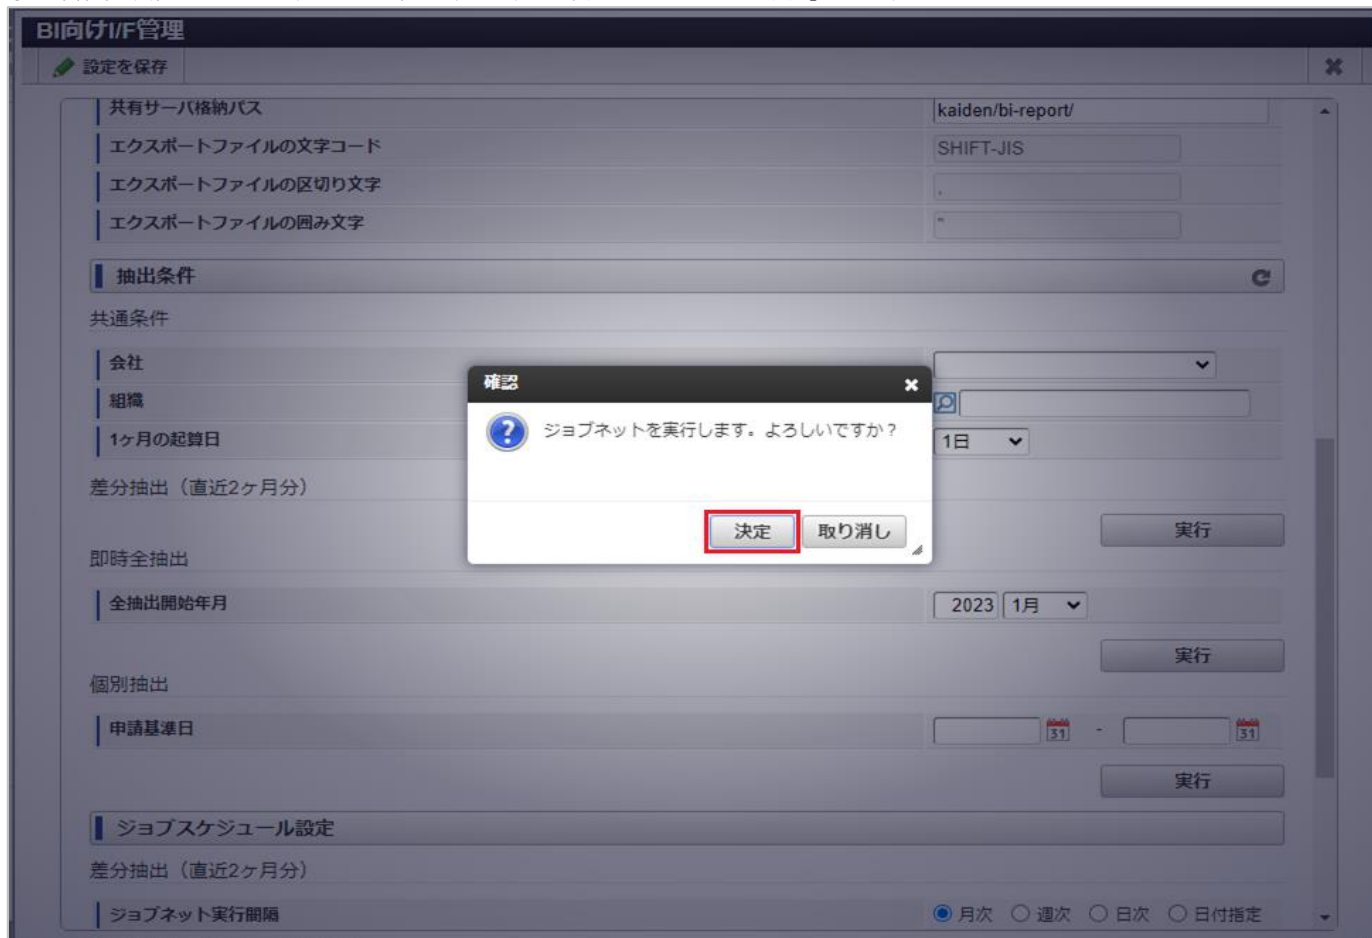 BI向けI/F管理
設定を保存
共有サーバ格納パス kaiden/bi-report/
エクスポートファイルの文字コード SHIFT-JIS
エクスポートファイルの区切り文字 ,
エクスポートファイルの囲み文字 "
抽出条件
共通条件
会社
組織
1ヶ月の起算日 1日
差分抽出（直近2ヶ月分）
実行
確認
ジョブネットを実行します。よろしいですか？
決定 取り消し
即時全抽出
全抽出開始年月 2023 1月
実行
個別抽出
申請基準日 31 - 31
実行
ジョブスケジュール設定
差分抽出（直近2ヶ月分）
ジョブネット実行間隔 月次 週次 日次 日付指定